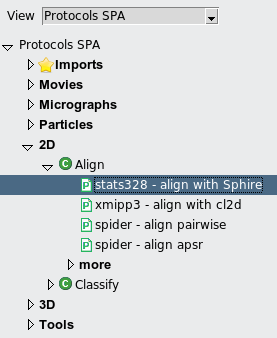 View Protocols SPA
Protocols SPA
Imports
Movies
Micrographs
Particles
2D
Align
stats328 - align with Sphire
xmipp3 - align with cl2d
spider - align pairwise
spider - align apsr
more
Classify
3D
Tools